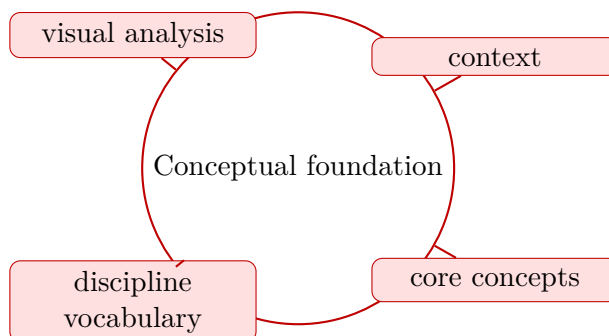 visual analysis
context
Conceptual foundation
discipline
vocabulary
core concepts